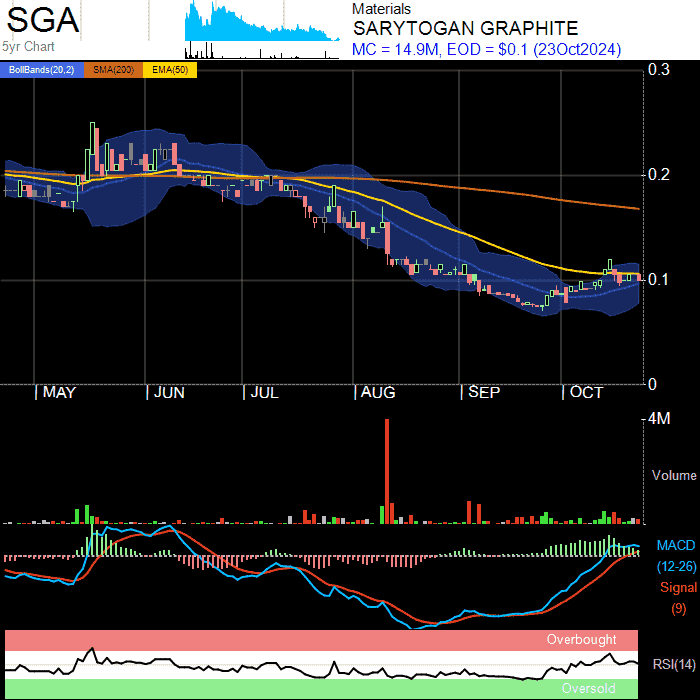 SGA
5yr Chart
Materials
SARYTOGAN GRAPHITE
MC = 14.9M, EOD = $0.1 (23Oct2024)
BollBands(20,2) SMA(200) EMA(50)
0.3
0.2
0.1
0
MAY JUN JUL AUG SEP OCT
4M
Volume
MACD
(12-26)
Signal
(9)
Overbought
RSI(14)
Oversold